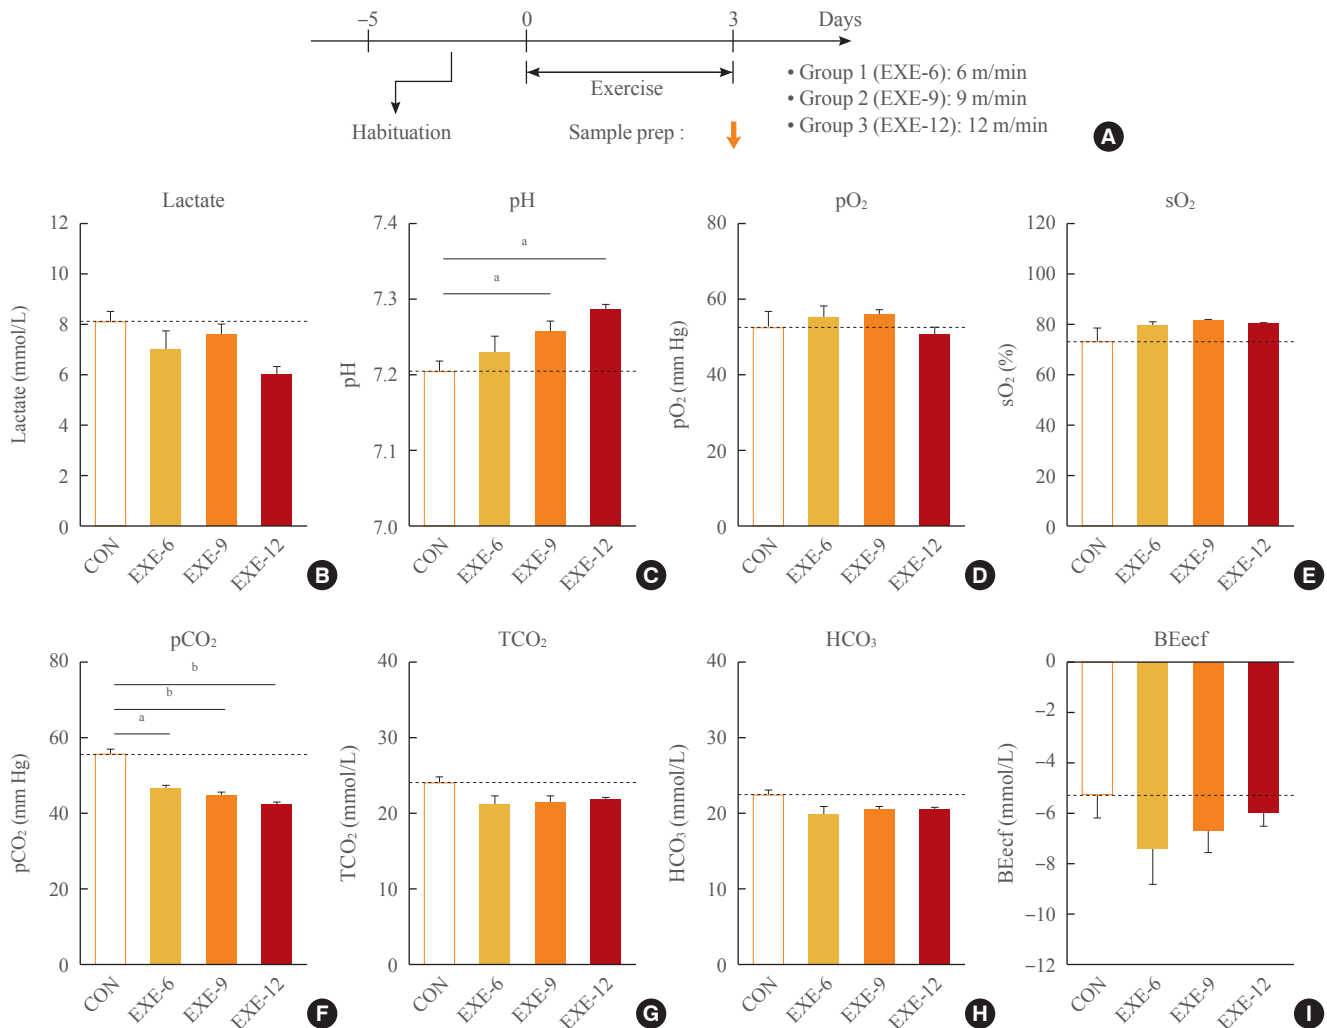 −5 0 3 Days
• Group 1 (EXE-6): 6 m/min
Exercise
• Group 2 (EXE-9): 9 m/min
Habituation
Sample prep :
• Group 3 (EXE-12): 12 m/min
A
Lactate
12
10
8
6
4
2
0
Lactate (mmol/L)
CON EXE-6 EXE-9 EXE-12
B
pH
7.4
7.3
7.2
7.1
7.0
pH
a
a
CON EXE-6 EXE-9 EXE-12
C
pO₂
80
60
40
20
0
pO₂ (mm Hg)
CON EXE-6 EXE-9 EXE-12
D
sO₂
120
100
80
60
40
20
0
sO₂ (%)
CON EXE-6 EXE-9 EXE-12
E
pCO₂
80
60
40
20
0
pCO₂ (mm Hg)
b
b
a
CON EXE-6 EXE-9 EXE-12
F
TCO₂
40
30
20
10
0
TCO₂ (mmol/L)
CON EXE-6 EXE-9 EXE-12
G
HCO₃
40
30
20
10
0
HCO₃ (mmol/L)
CON EXE-6 EXE-9 EXE-12
H
BEecf
0
−2
−4
−6
−8
−10
−12
BEecf (mmol/L)
CON EXE-6 EXE-9 EXE-12
I